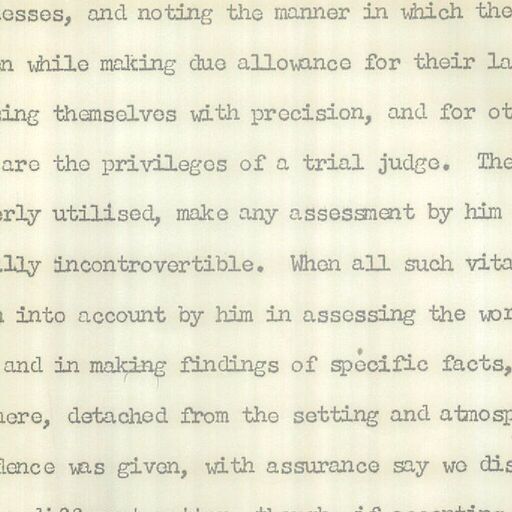 esses, and noting the manner in which the
n while making due allowance for their la
ing themselves with precision, and for ot
are the privileges of a trial judge.  The
erly utilised, make any assessment by him
lly incontrovertible.  When all such vita
n into account by him in assessing the wor
and in making findings of specific facts,
here, detached from the setting and atmosp
dence was given, with assurance say we dis